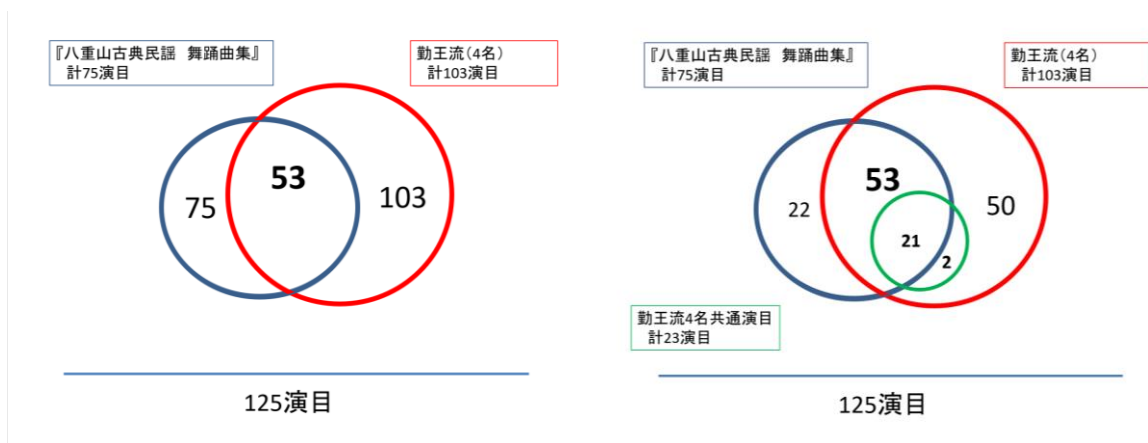 『八重山古典民謡　舞踊曲集』
計75演目
勤王流(4名)
計103演目
53
75
103
125演目
『八重山古典民謡　舞踊曲集』
計75演目
勤王流(4名)
計103演目
53
22
50
21
2
勤王流4名共通演目
計23演目
125演目